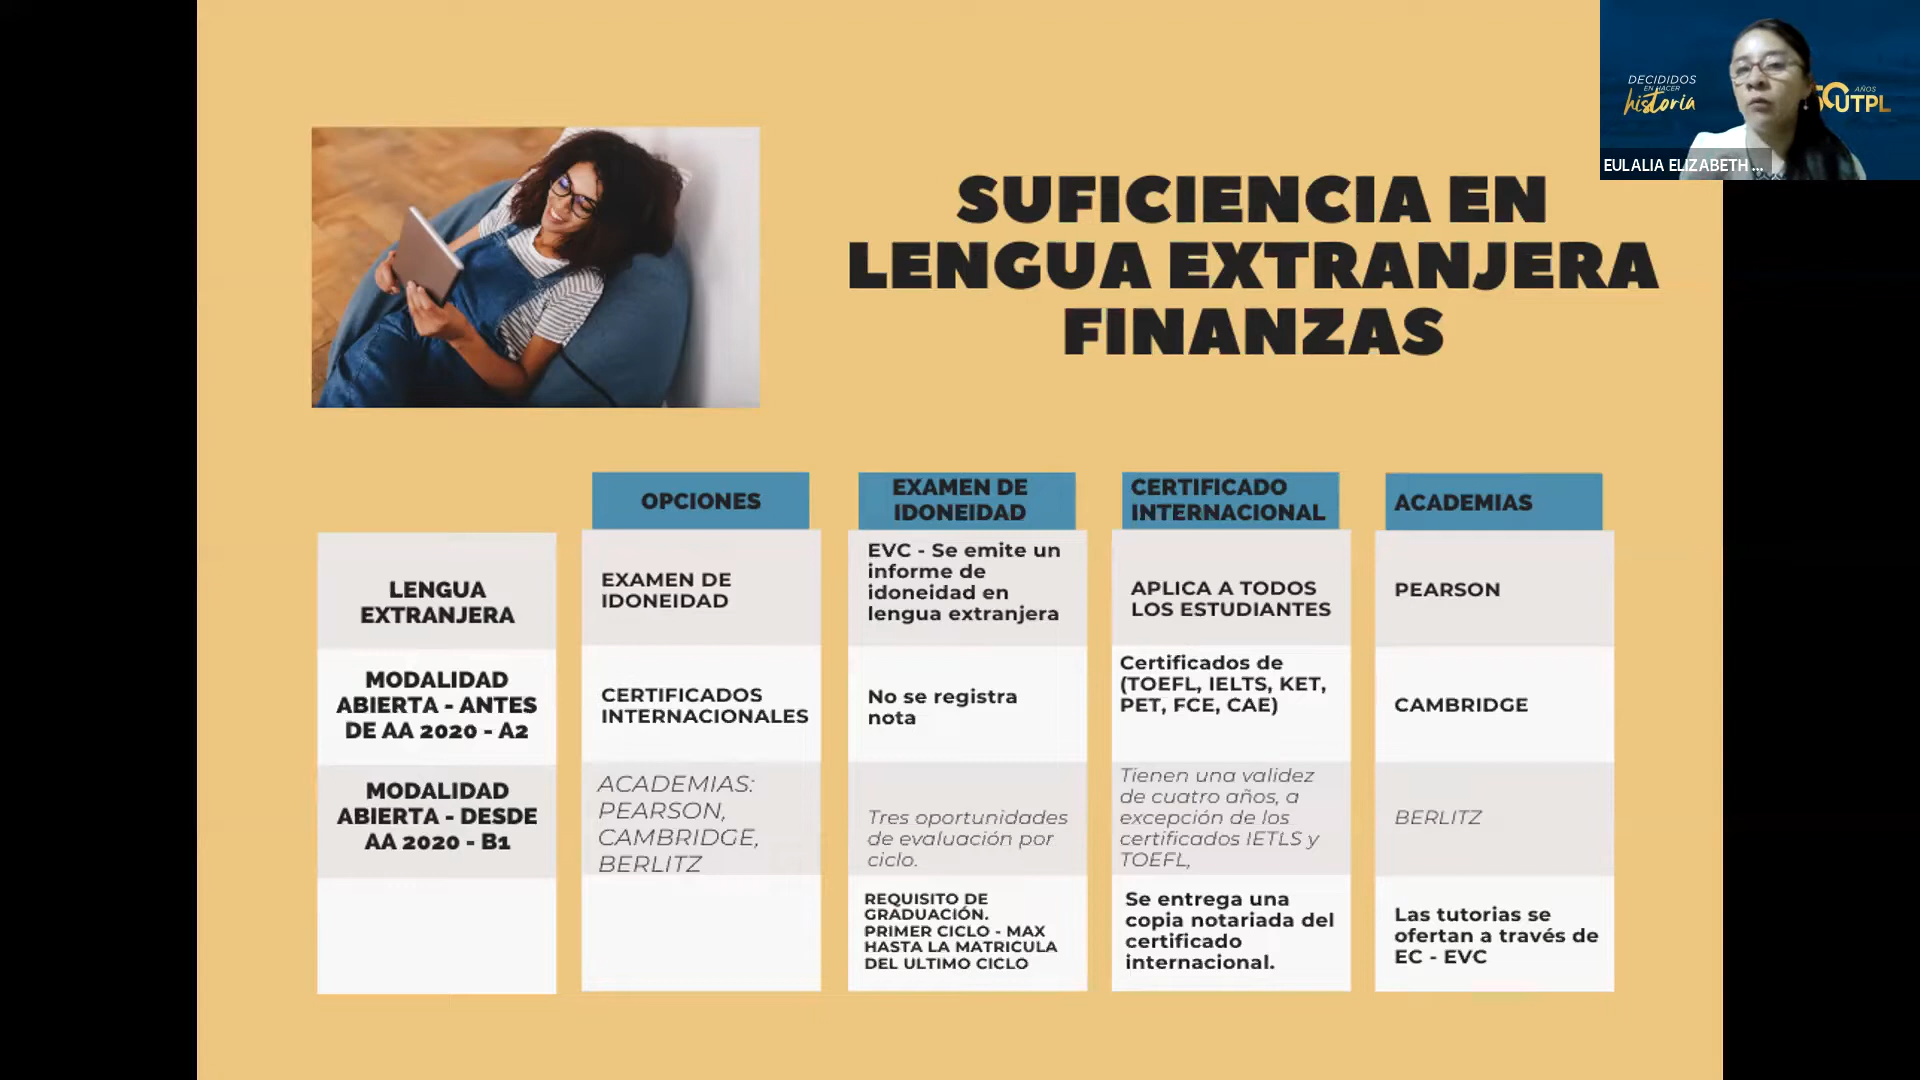 DECIDIDOS
EN HACER
historia
AÑOS
UTPL
EULALIA ELIZABETH ...
SUFICIENCIA EN
LENGUA EXTRANJERA
FINANZAS
OPCIONES
EXAMEN DE
IDONEIDAD
CERTIFICADO
INTERNACIONAL
ACADEMIAS
LENGUA
EXTRANJERA
EXAMEN DE
IDONEIDAD
EVC - Se emite un
informe de
idoneidad en
lengua extranjera
APLICA A TODOS
LOS ESTUDIANTES
PEARSON
MODALIDAD
ABIERTA - ANTES
DE AA 2020 - A2
CERTIFICADOS
INTERNACIONALES
No se registra
nota
Certificados de
(TOEFL, IELTS, KET,
PET, FCE, CAE)
CAMBRIDGE
MODALIDAD
ABIERTA - DESDE
AA 2020 - B1
ACADEMIAS:
PEARSON,
CAMBRIDGE,
BERLITZ
Tres oportunidades
de evaluación por
ciclo.
Tienen una validez
de cuatro años, a
excepción de los
certificados IETLS y
TOEFL,
BERLITZ
REQUISITO DE
GRADUACIÓN.
PRIMER CICLO - MAX
HASTA LA MATRICULA
DEL ULTIMO CICLO
Se entrega una
copia notariada del
certificado
internacional.
Las tutorias se
ofertan a través de
EC - EVC